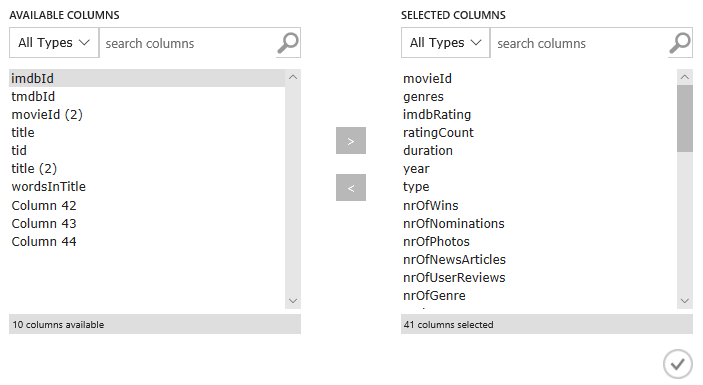 AVAILABLE COLUMNS
All Types
search columns
imdbId
tmdbId
movieId (2)
title
tid
title (2)
wordsInTitle
Column 42
Column 43
Column 44
10 columns available
>
<
SELECTED COLUMNS
All Types
search columns
movieId
genres
imdbRating
ratingCount
duration
year
type
nrOfWins
nrOfNominations
nrOfPhotos
nrOfNewsArticles
nrOfUserReviews
nrOfGenre
41 columns selected